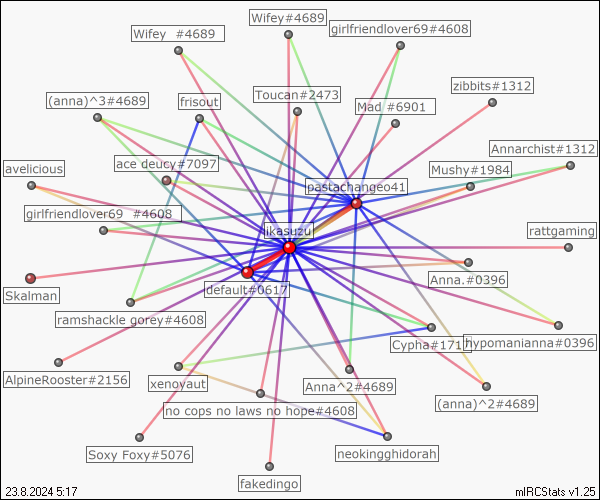 Wifey#4689
Wifey  #4689
girlfriendlover69#4608
zibbits#1312
(anna)^3#4689
frisout
Toucan#2473
Mad #6901
Annarchist#1312
avelicious
ace deucy#7097
Mushy#1984
pastachangeo41
girlfriendlover69  #4608
likasuzu
rattgaming
Anna.#0396
Skalman
default#0617
ramshackle gorey#4608
Cypha#171
hypomanianna#0396
AlpineRooster#2156
xenovaut
Anna^2#4689
(anna)^2#4689
no cops no laws no hope#4608
Soxy Foxy#5076
neokingghidorah
fakedingo
23.8.2024 5:17
mIRCStats v1.25